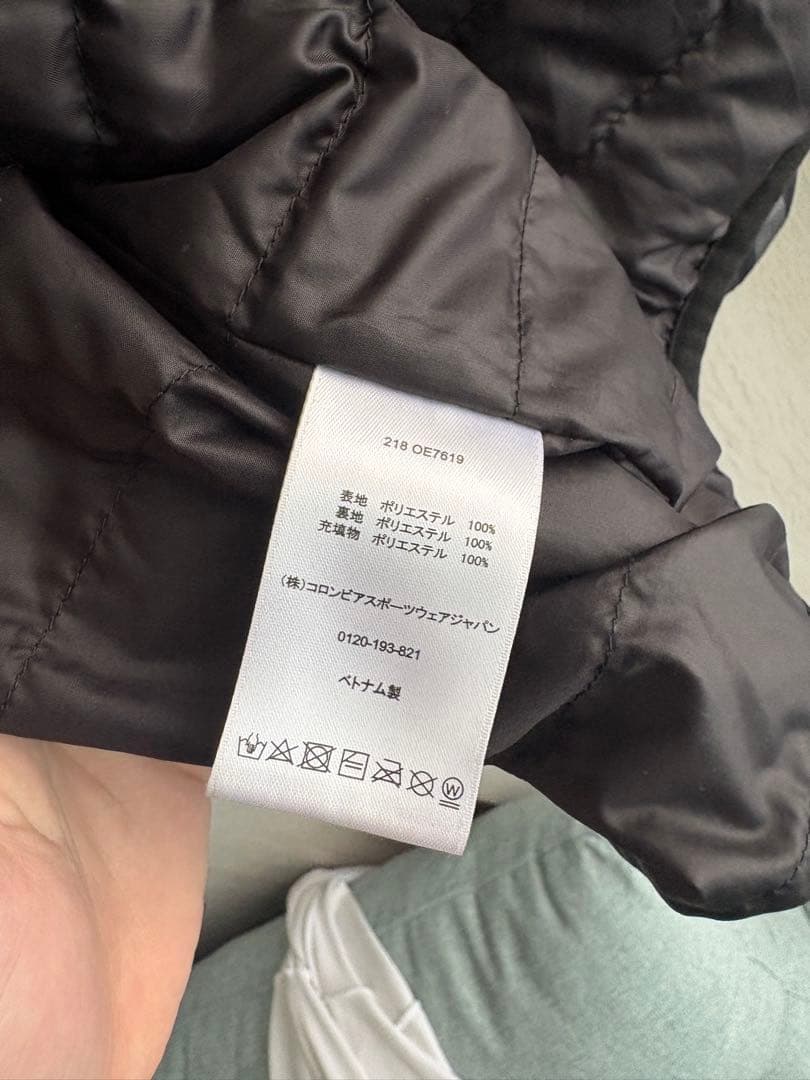 218 OE7619
表地 ポリエステル 100%
裏地 ポリエステル 100%
充填物 ポリエステル 100%
(株)コロンビアスポーツウェアジャパン
0120-193-821
ベトナム製
W